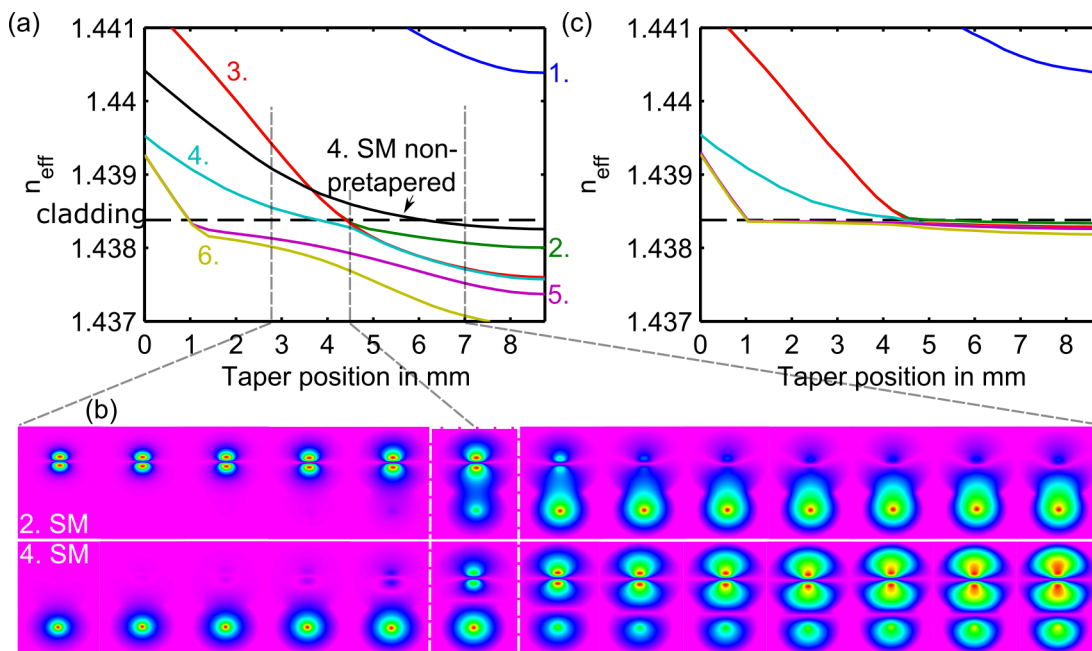 (a)
1.441
1.44
1.439
1.438
1.437
n_eff
cladding
3.
1.
4.
4. SM non-
pretapered
2.
6.
5.
0 1 2 3 4 5 6 7 8
Taper position in mm
(c)
1.441
1.44
1.439
1.438
1.437
n_eff
0 1 2 3 4 5 6 7 8
Taper position in mm
(b)
2. SM
4. SM